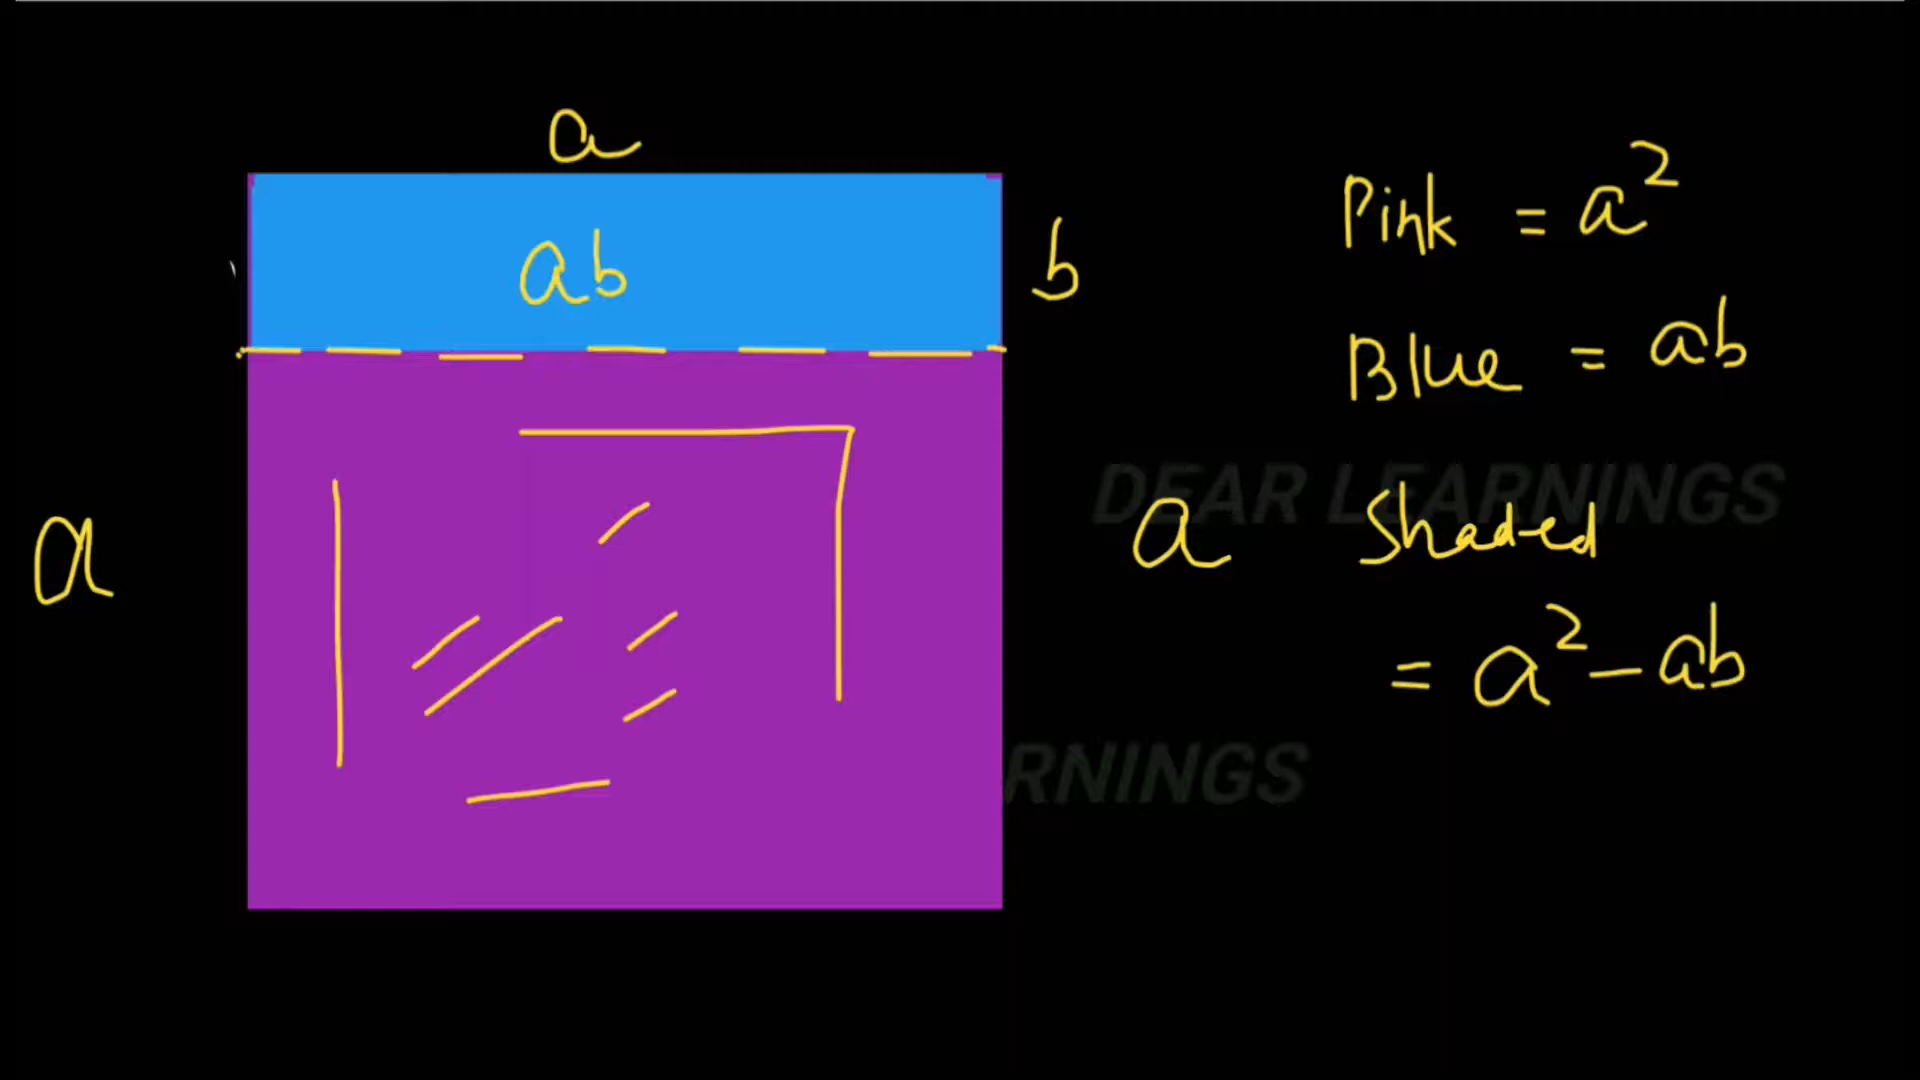 a
ab
b
a
a
Pink = a²
Blue = ab
Shaded
= a² - ab
DEAR LEARNINGS
RNINGS